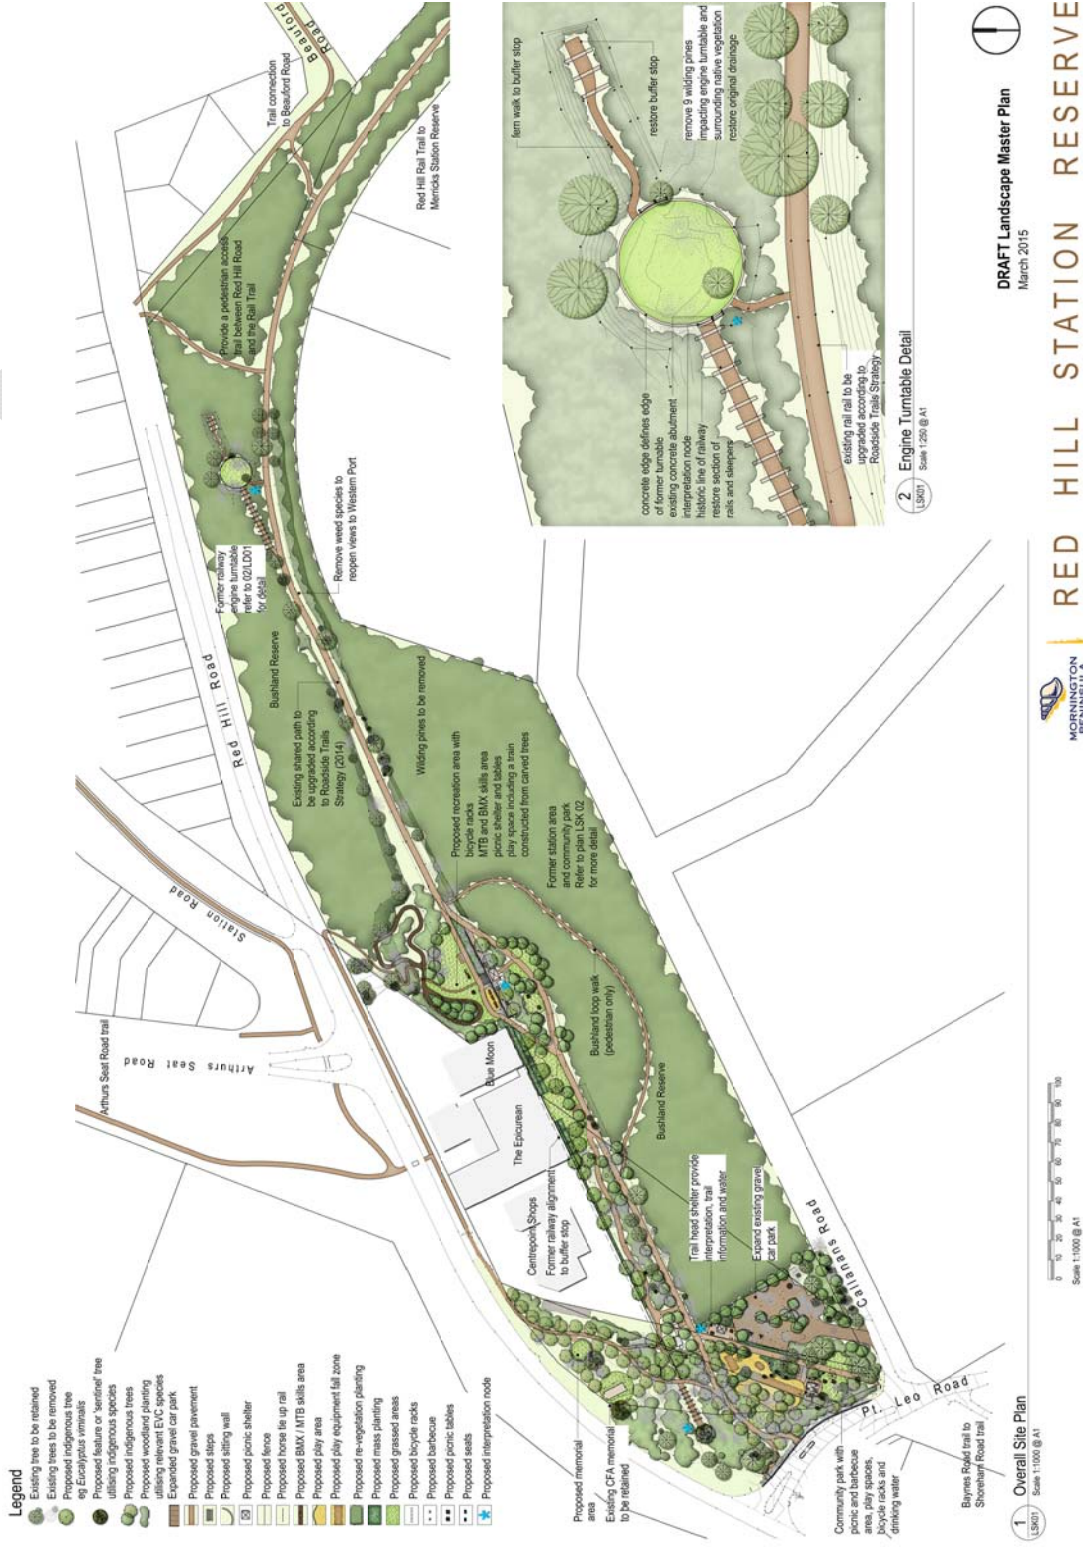 Legend
Existing tree to be retained
Existing trees to be removed
Proposed indigenous tree
eg Eucalyptus viminalis
Proposed feature or 'sentinel' tree
utilising indigenous species
Proposed indigenous trees
Proposed woodland planting
utilising relevant EVC species
Expanded gravel car park
Proposed gravel pavement
Proposed steps
Proposed sitting wall
Proposed picnic shelter
Proposed fence
Proposed horse tie up rail
Proposed BMX / MTB skills area
Proposed play area
Proposed play equipment fall zone
Proposed re-vegetation planting
Proposed mass planting
Proposed grassed areas
Proposed bicycle racks
Proposed barbecue
Proposed picnic tables
Proposed seats
Proposed interpretation node
Arthurs Seat Road trail
Arthurs Seat Road
Station Road
Red Hill Road
Beauford
Road
Trail connection
to Beauford Road
Provide a pedestrian access
trail between Red Hill Road
and the Rail Trail
Red Hill Rail Trail to
Merricks Station Reserve
Former railway
engine turntable
refer to 02/LD01
for detail
Remove weed species to
reopen views to Western Port
Bushland Reserve
Existing shared path to
be upgraded according
to Roadside Trails
Strategy (2014)
Wilding pines to be removed
Proposed recreation area with
bicycle racks
MTB and BMX skills area
picnic shelter and tables
play space including a train
constructed from carved trees
Former station area
and community park
Refer to plan LSK 02
for more detail
Blue Moon
The Epicurean
Centrepoint Shops
Former railway alignment
to buffer stop
Bushland loop walk
(pedestrian only)
Bushland Reserve
Trail head shelter provide
interpretation, trail
information and water
Expand existing gravel
car park
Callanans Road
Pt. Leo Road
Proposed memorial
area
Existing CFA memorial
to be retained
Community park with
picnic and barbecue
area, play spaces,
bicycle racks and
drinking water
Baynes Road trail to
Shoreham Road trail
1
LSK01
Overall Site Plan
Scale 1:1000 @ A1
0 10 20 30 40 50 60 70 80 90 100
Scale 1:1000 @ A1
fern walk to buffer stop
restore buffer stop
remove 9 wilding pines
impacting engine turntable and
surrounding native vegetation
restore original drainage
concrete edge defines edge
of former turnable
existing concrete abutment
interpretation node
historic line of railway
restore section of
rails and sleepers
existing rail to be
upgraded according to
Roadside Trails Strategy
2
LSK01
Engine Turntable Detail
Scale 1:250 @ A1
DRAFT Landscape Master Plan
March 2015
MORNINGTON
PENINSULA
RED HILL STATION RESERVE